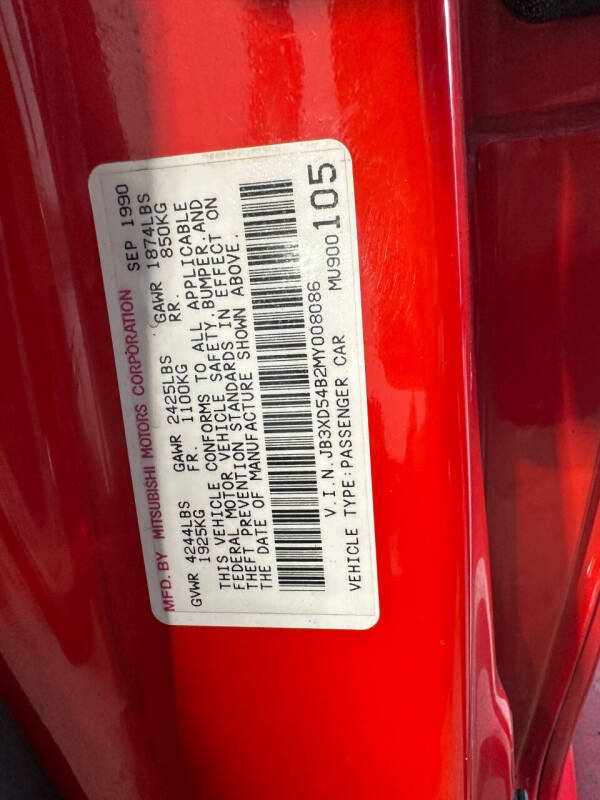 MFD. BY MITSUBISHI MOTORS CORPORATION SEP 1990
GVWR 4244LBS GAWR 2425LBS GAWR 1874LBS
1925KG FR. 1100KG RR. 850KG
THIS VEHICLE CONFORMS TO ALL APPLICABLE
FEDERAL MOTOR VEHICLE SAFETY,BUMPER,AND
THEFT PREVENTION STANDARDS IN EFFECT ON
THE DATE OF MANUFACTURE SHOWN ABOVE.
V.I.N.JB3XD54B2MY008086
VEHICLE TYPE:PASSENGER CAR MU900105